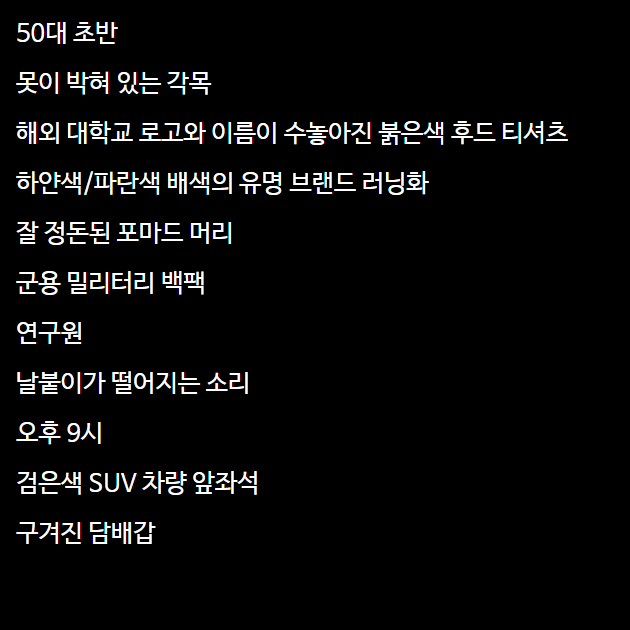 50대 초반
못이 박혀 있는 각목
해외 대학교 로고와 이름이 수놓아진 붉은색 후드 티셔츠
하얀색/파란색 배색의 유명 브랜드 러닝화
잘 정돈된 포마드 머리
군용 밀리터리 백팩
연구원
날붙이가 떨어지는 소리
오후 9시
검은색 SUV 차량 앞좌석
구겨진 담배갑